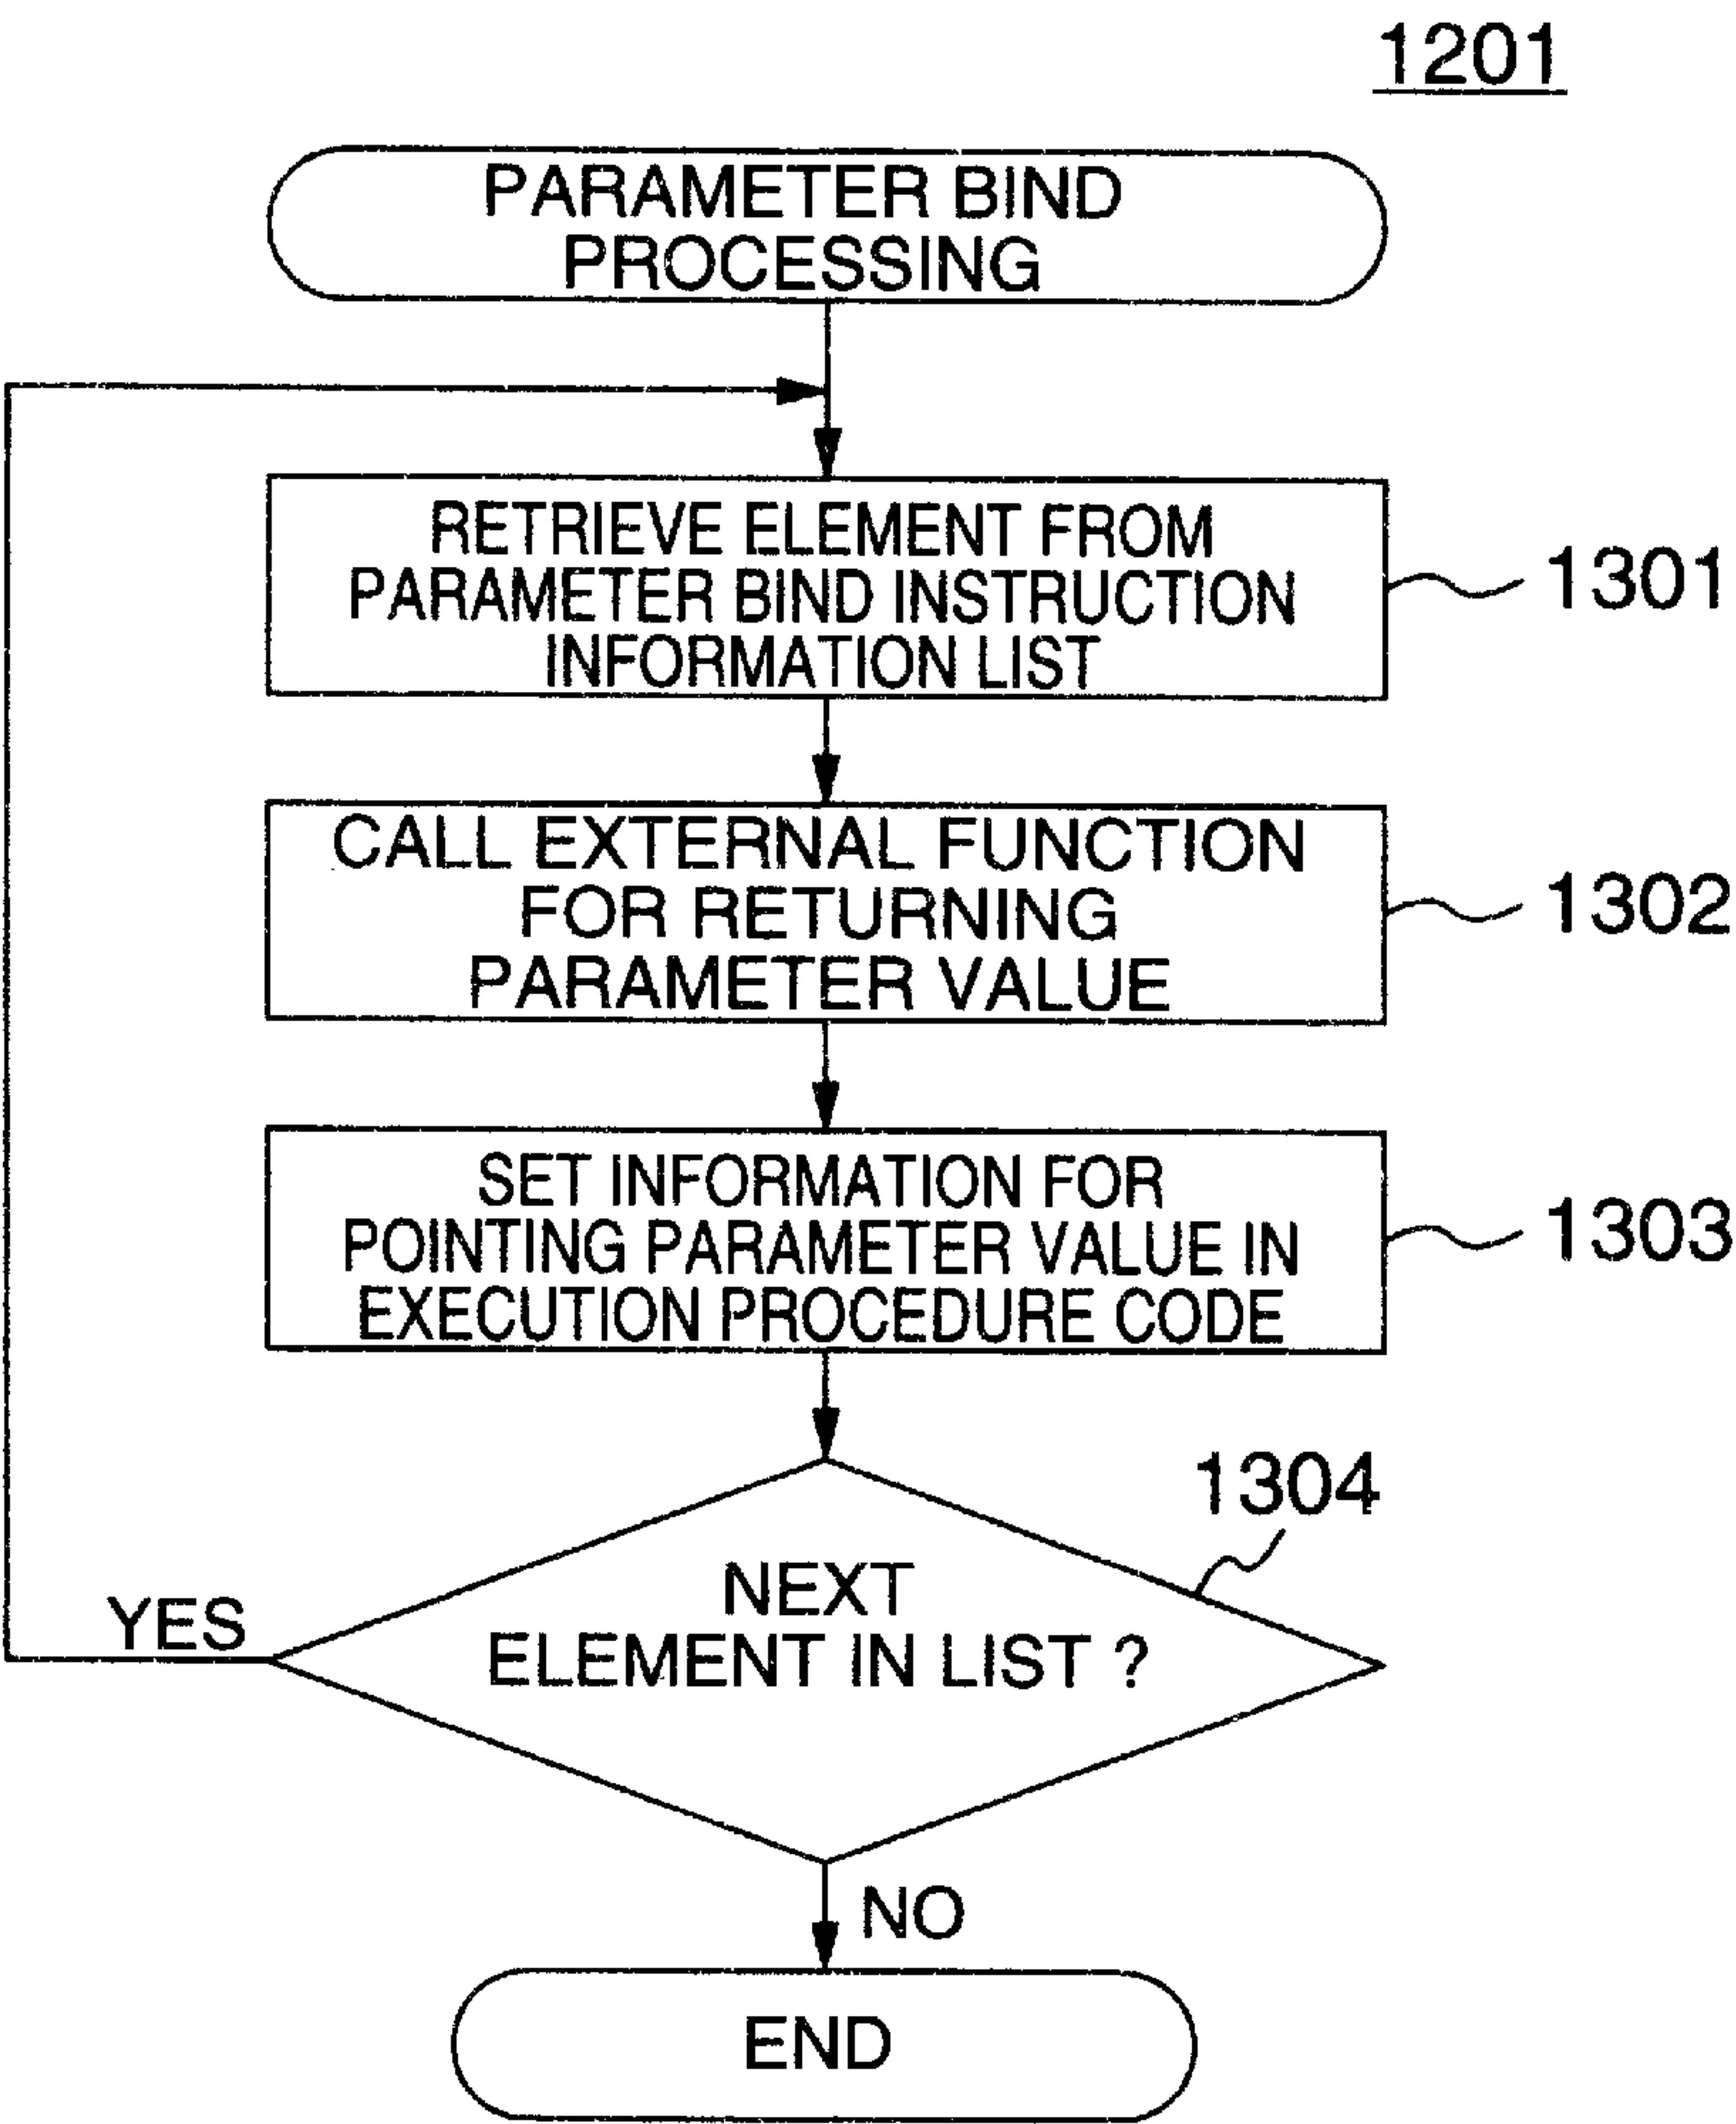 1201
PARAMETER BIND
PROCESSING
RETRIEVE ELEMENT FROM
PARAMETER BIND INSTRUCTION
INFORMATION LIST
1301
CALL EXTERNAL FUNCTION
FOR RETURNING
PARAMETER VALUE
1302
SET INFORMATION FOR
POINTING PARAMETER VALUE IN
EXECUTION PROCEDURE CODE
1303
1304
NEXT
ELEMENT IN LIST ?
YES
NO
END